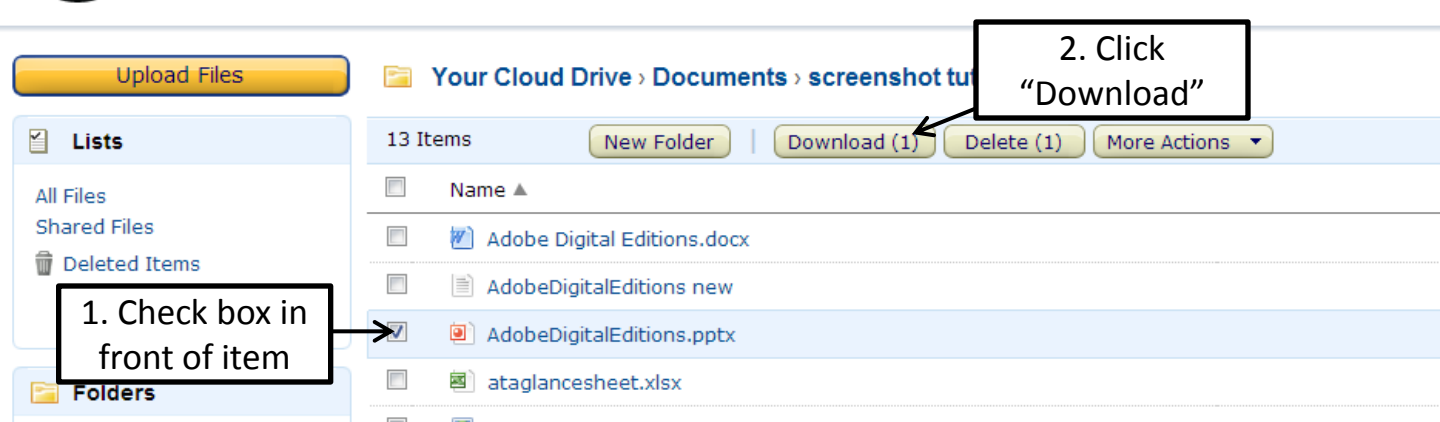 Upload Files
Your Cloud Drive › Documents › screenshot
2. Click
"Download"
Lists
13 Items
New Folder | Download (1) Delete (1) More Actions
Name
All Files
Shared Files
Deleted Items
Adobe Digital Editions.docx
AdobeDigitalEditions new
1. Check box in
front of item
AdobeDigitalEditions.pptx
ataglancesheet.xlsx
Folders